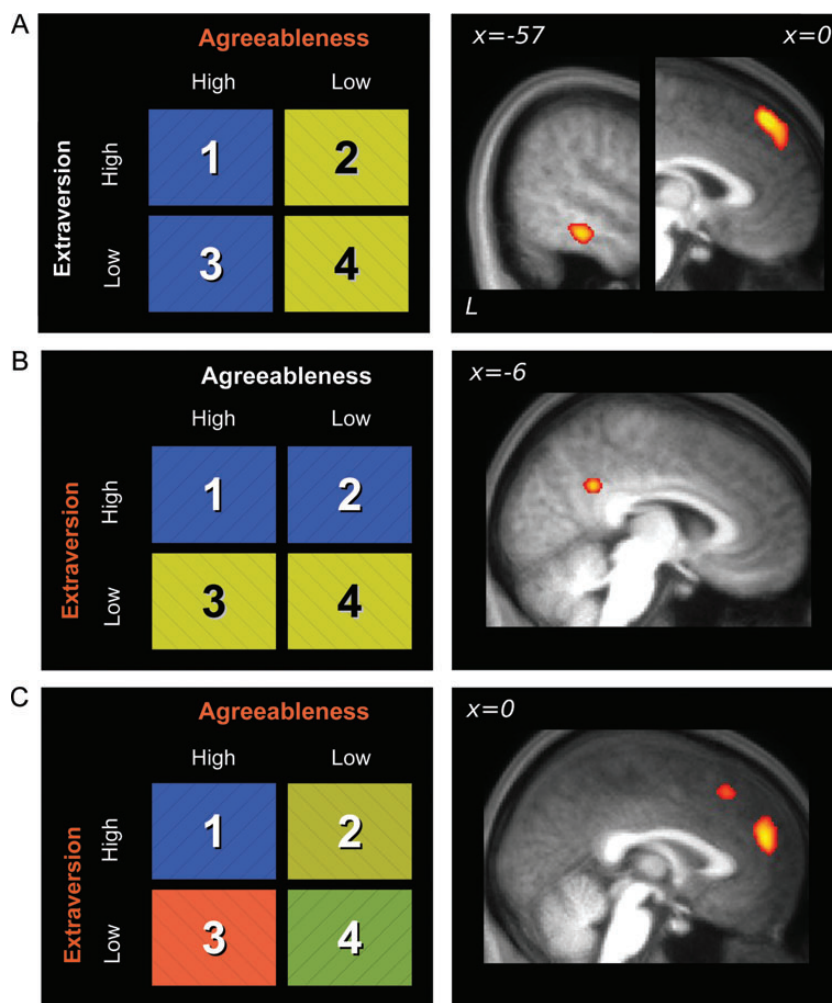 A
Agreeableness
x=-57
x=0
High
Low
Extraversion
High
1
2
Low
3
4
L
B
Agreeableness
x=-6
High
Low
Extraversion
High
1
2
Low
3
4
C
Agreeableness
x=0
High
Low
Extraversion
High
1
2
Low
3
4